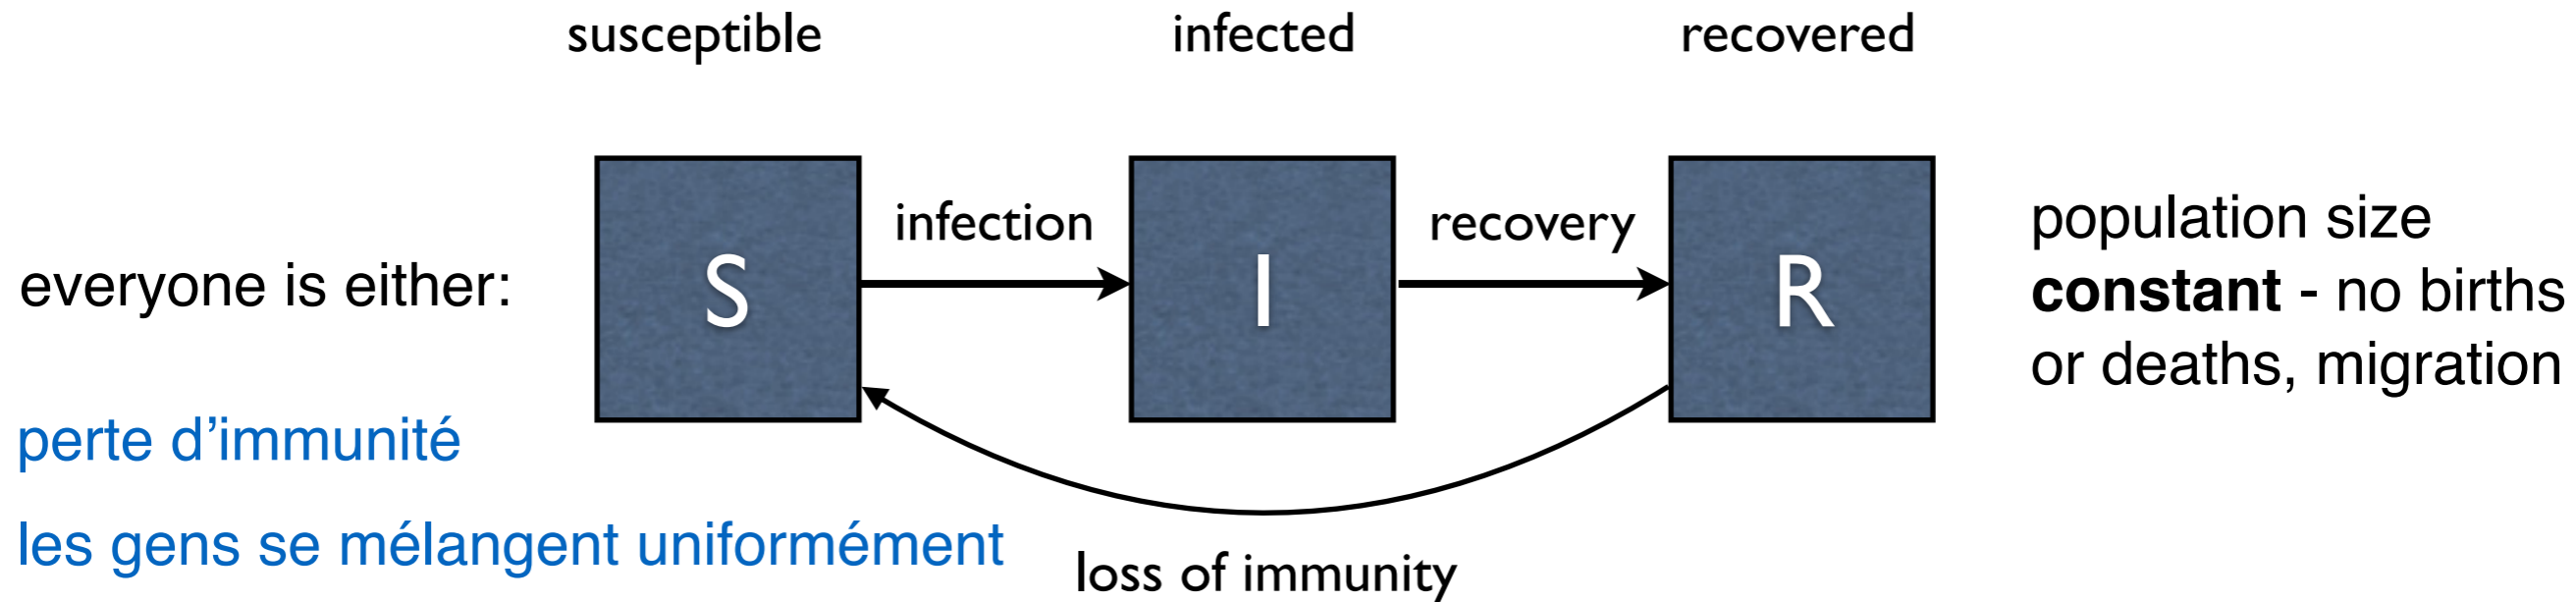 susceptible
infected
recovered
everyone is either:
S
infection
I
recovery
R
population size
constant - no births
or deaths, migration
perte d’immunité
les gens se mélangent uniformément
loss of immunity